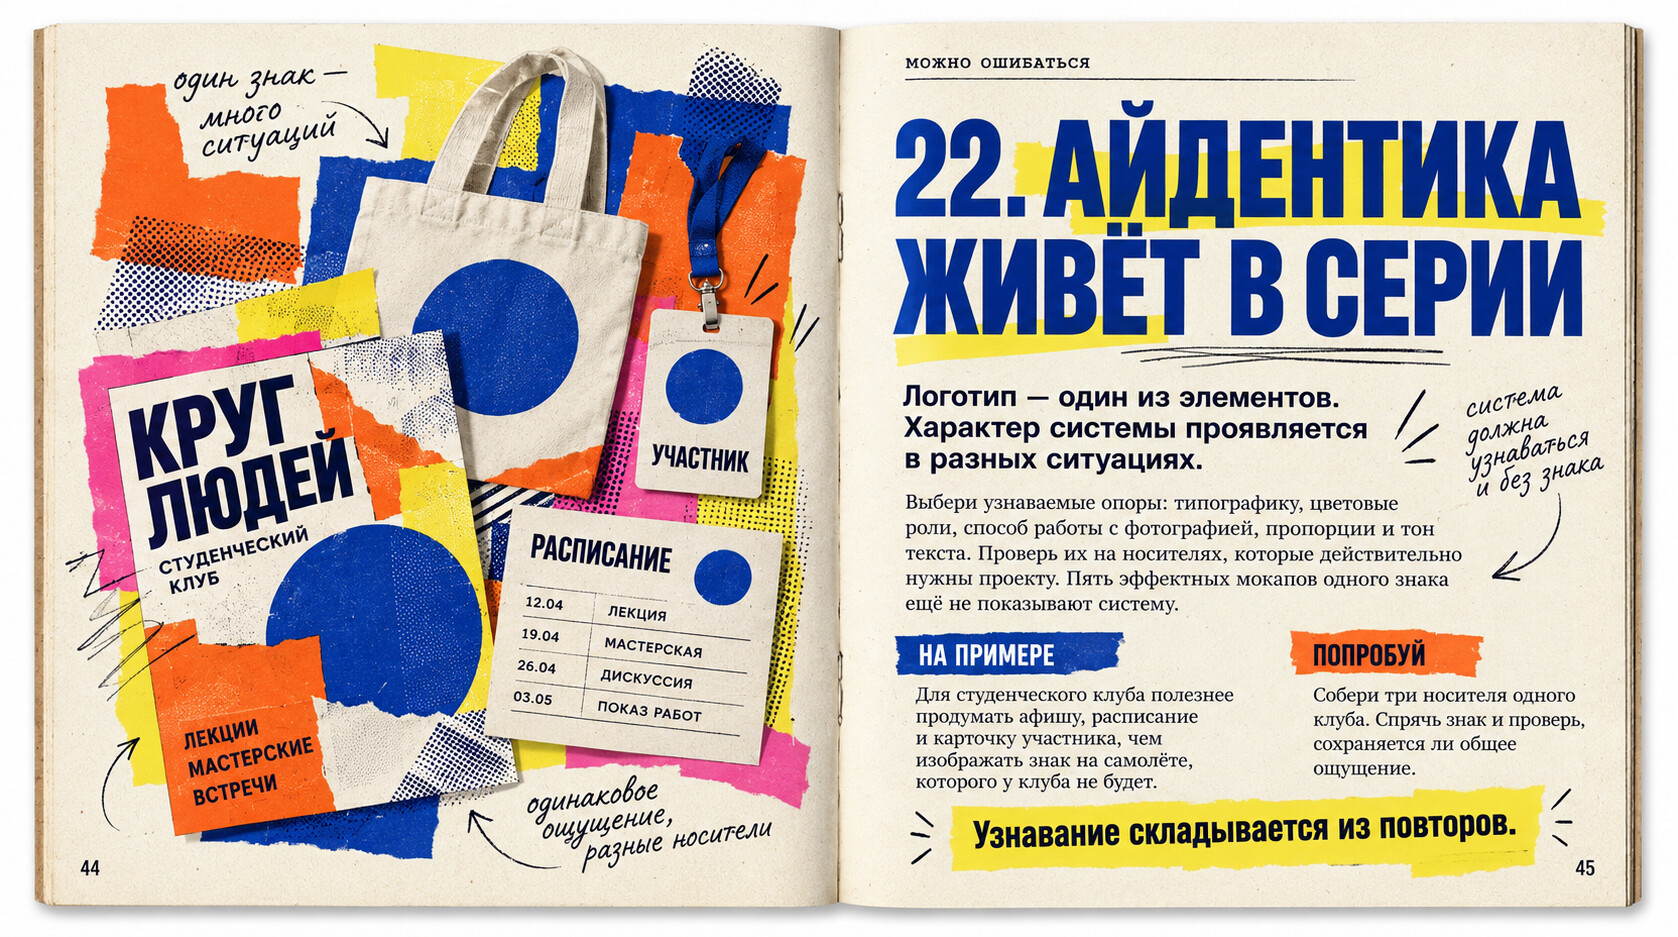 один знак —
много
ситуаций
КРУГ
ЛЮДЕЙ
СТУДЕНЧЕСКИЙ
КЛУБ
ЛЕКЦИИ
МАСТЕРСКИЕ
ВСТРЕЧИ
УЧАСТНИК
РАСПИСАНИЕ
12.04 ЛЕКЦИЯ
19.04 МАСТЕРСКАЯ
26.04 ДИСКУССИЯ
03.05 ПОКАЗ РАБОТ
одинаковое
ощущение,
разные носители
44
МОЖНО ОШИБАТЬСЯ
22. АЙДЕНТИКА
ЖИВЁТ В СЕРИИ
Логотип — один из элементов.
Характер системы проявляется
в разных ситуациях.
система
должна
узнаваться
и без знака
Выбери узнаваемые опоры: типографику, цветовые
роли, способ работы с фотографией, пропорции и тон
текста. Проверь их на носителях, которые действительно
нужны проекту. Пять эффектных мокапов одного знака
ещё не показывают систему.
НА ПРИМЕРЕ
Для студенческого клуба полезнее
продумать афишу, расписание
и карточку участника, чем
изображать знак на самолёте,
которого у клуба не будет.
ПОПРОБУЙ
Собери три носителя одного
клуба. Спрячь знак и проверь,
сохраняется ли общее
ощущение.
Узнавание складывается из повторов.
45